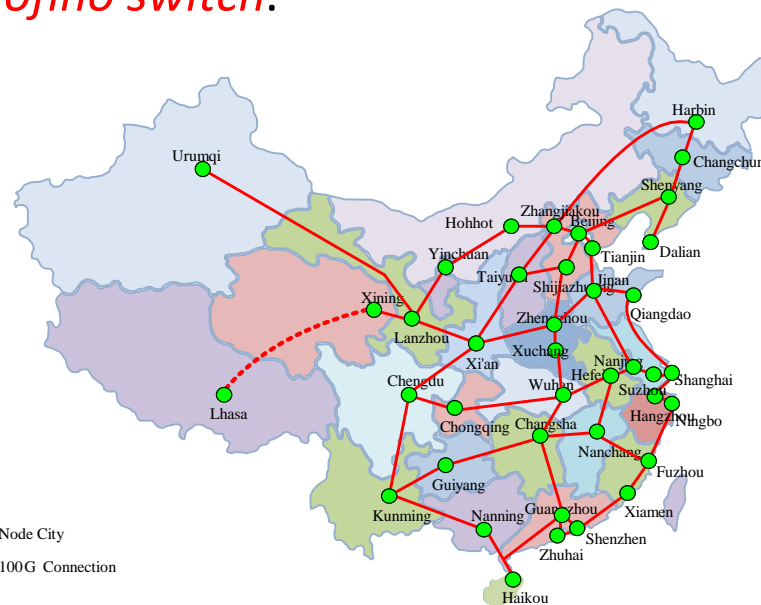 ofino switch.
Harbin
Urumqi
Changchun
Shenyang
Zhangjiakou
Hohhot
Beijing
Dalian
Yinchuan
Tianjin
Taiyuan
Shijiazhuang
Jinan
Xining
Qiangdao
Lanzhou
Zhengzhou
Xuchang
Xi'an
Nanjing
Hefei
Chengdu
Wuhan
Suzhou
Shanghai
Lhasa
Hangzhou
Ningbo
Chongqing
Changsha
Nanchang
Fuzhou
Guiyang
Kunming
Nanning
Guangzhou
Xiamen
Node City
Shenzhen
Zhuhai
100G Connection
Haikou